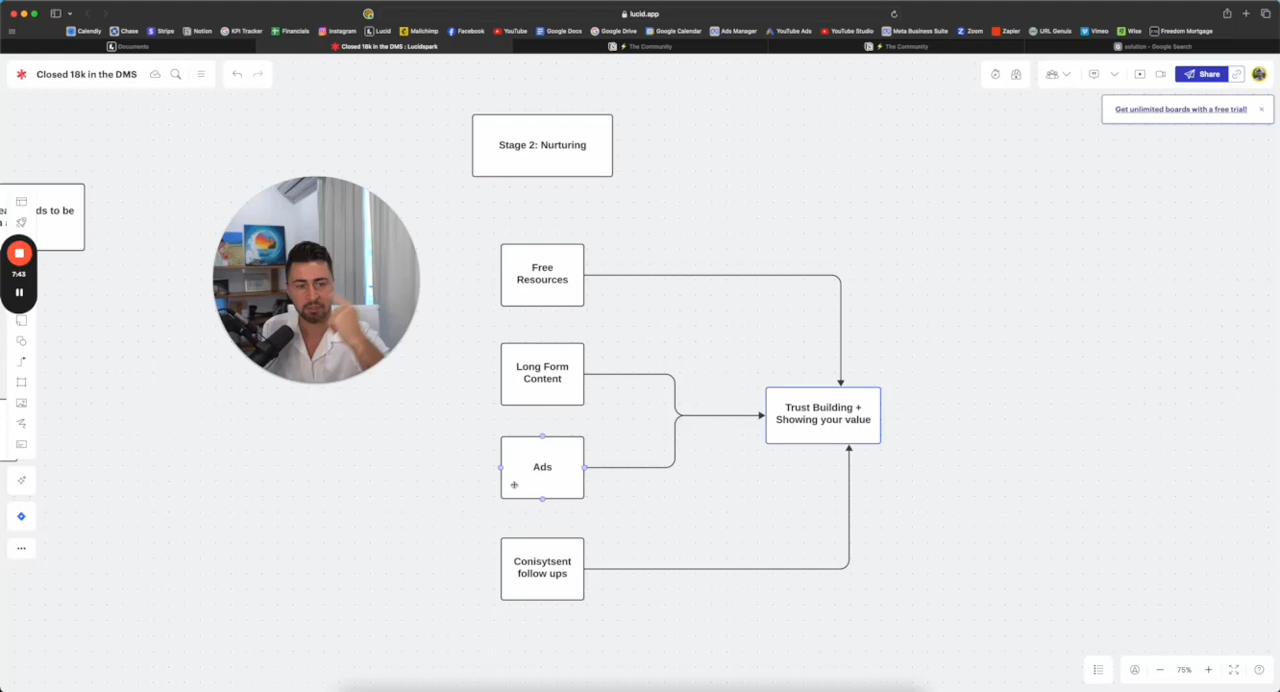 lucid.app
Calendly
Chase
Stripe
Notion
KPI Tracker
Financials
Instagram
Lucid
Mailchimp
Facebook
YouTube
Google Docs
Google Drive
Google Calendar
Ads Manager
YouTube Ads
YouTube Studio
Meta Business Suite
Zoom
Zapier
URL Genuis
Vimeo
Wise
Freedom Mortgage
Documents
Closed 18k in the DMS : Lucidspark
The Community
The Community
solution - Google Search
Closed 18k in the DMS
Share
Get unlimited boards with a free trial!
Stage 2: Nurturing
ds to be
7:43
Free
Resources
Long Form
Content
Ads
Conisytsent
follow ups
Trust Building +
Showing your value
75%